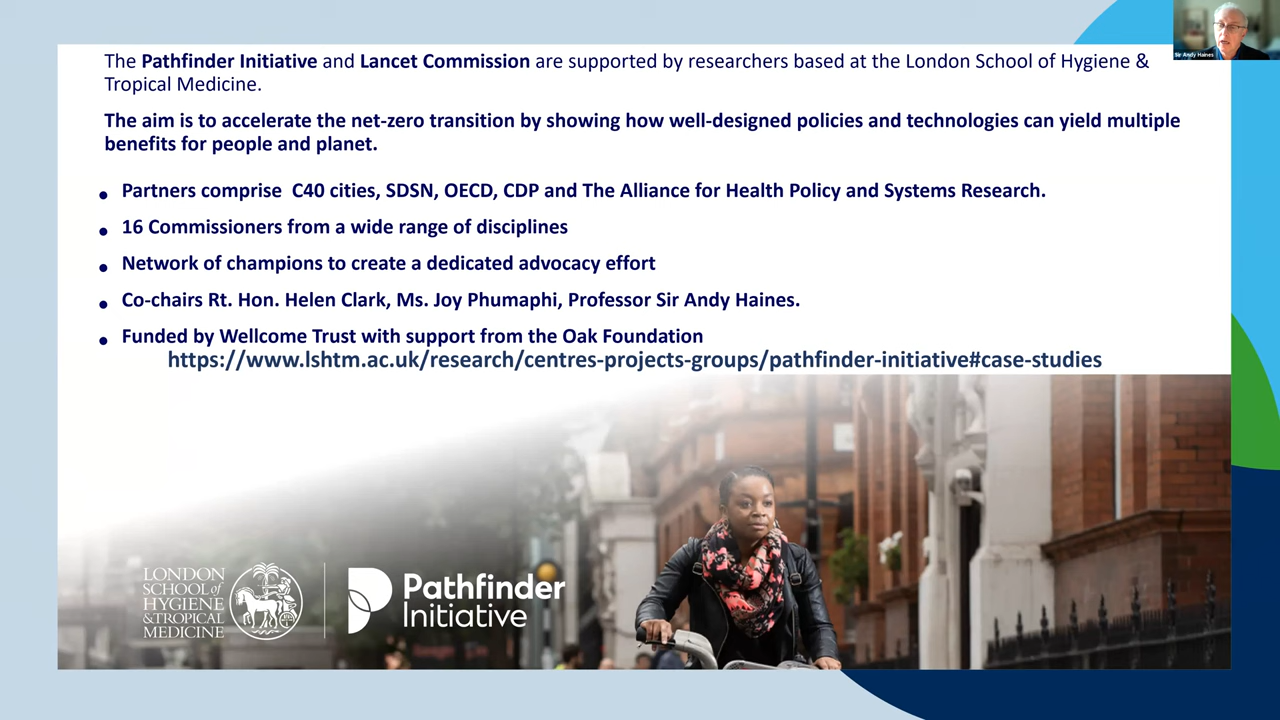 The Pathfinder Initiative and Lancet Commission are supported by researchers based at the London School of Hygiene &
Tropical Medicine.
The aim is to accelerate the net-zero transition by showing how well-designed policies and technologies can yield multiple
benefits for people and planet.
• Partners comprise C40 cities, SDSN, OECD, CDP and The Alliance for Health Policy and Systems Research.
• 16 Commissioners from a wide range of disciplines
• Network of champions to create a dedicated advocacy effort
• Co-chairs Rt. Hon. Helen Clark, Ms. Joy Phumaphi, Professor Sir Andy Haines.
• Funded by Wellcome Trust with support from the Oak Foundation
https://www.lshtm.ac.uk/research/centres-projects-groups/pathfinder-initiative#case-studies
LONDON
SCHOOL of
HYGIENE
& TROPICAL
MEDICINE
Pathfinder
Initiative
Sir Andy Haines